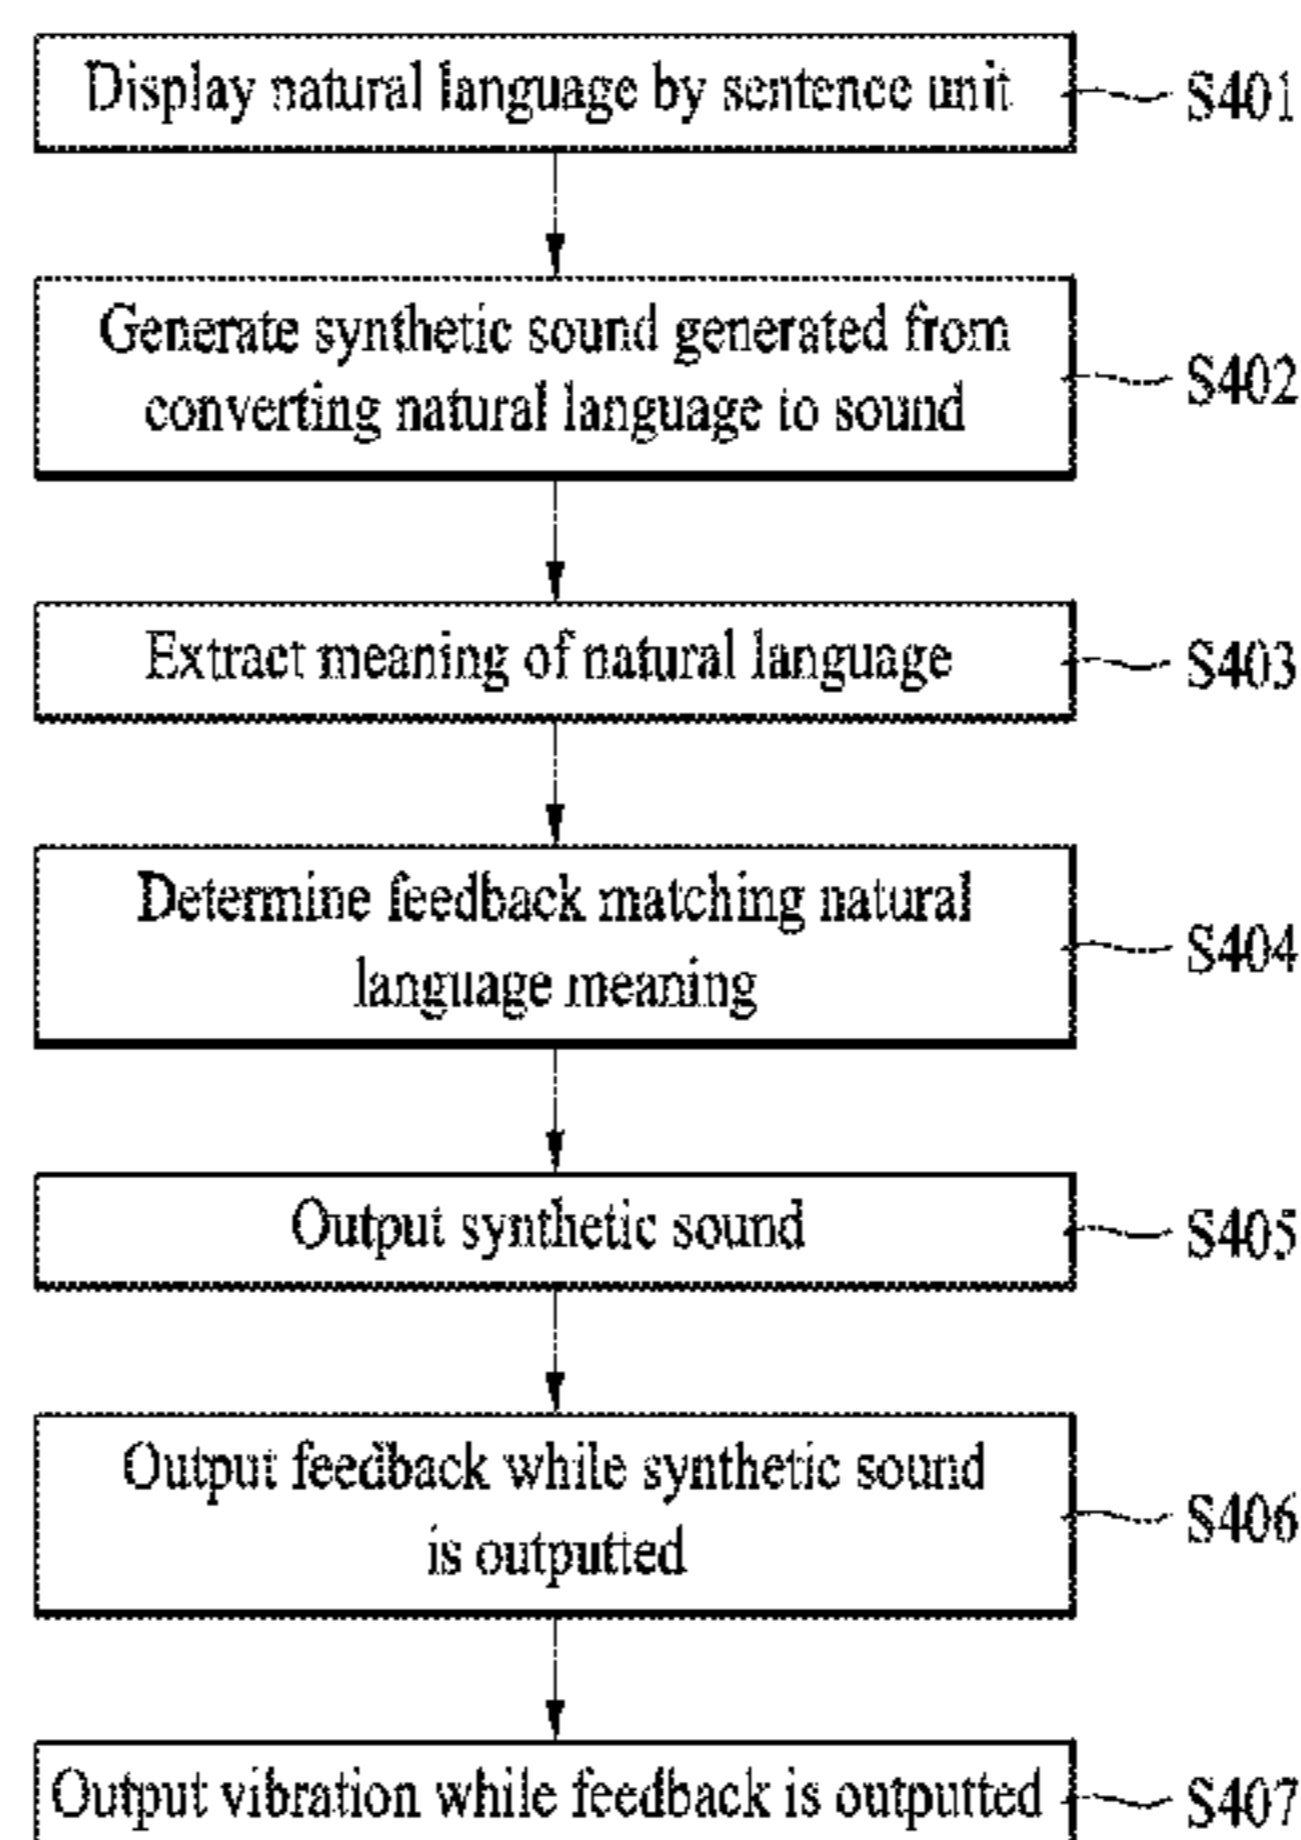 Display natural language by sentence unit
S401
Generate synthetic sound generated from
converting natural language to sound
S402
Extract meaning of natural language
S403
Determine feedback matching natural
language meaning
S404
Output synthetic sound
S405
Output feedback while synthetic sound
is outputted
S406
Output vibration while feedback is outputted
S407